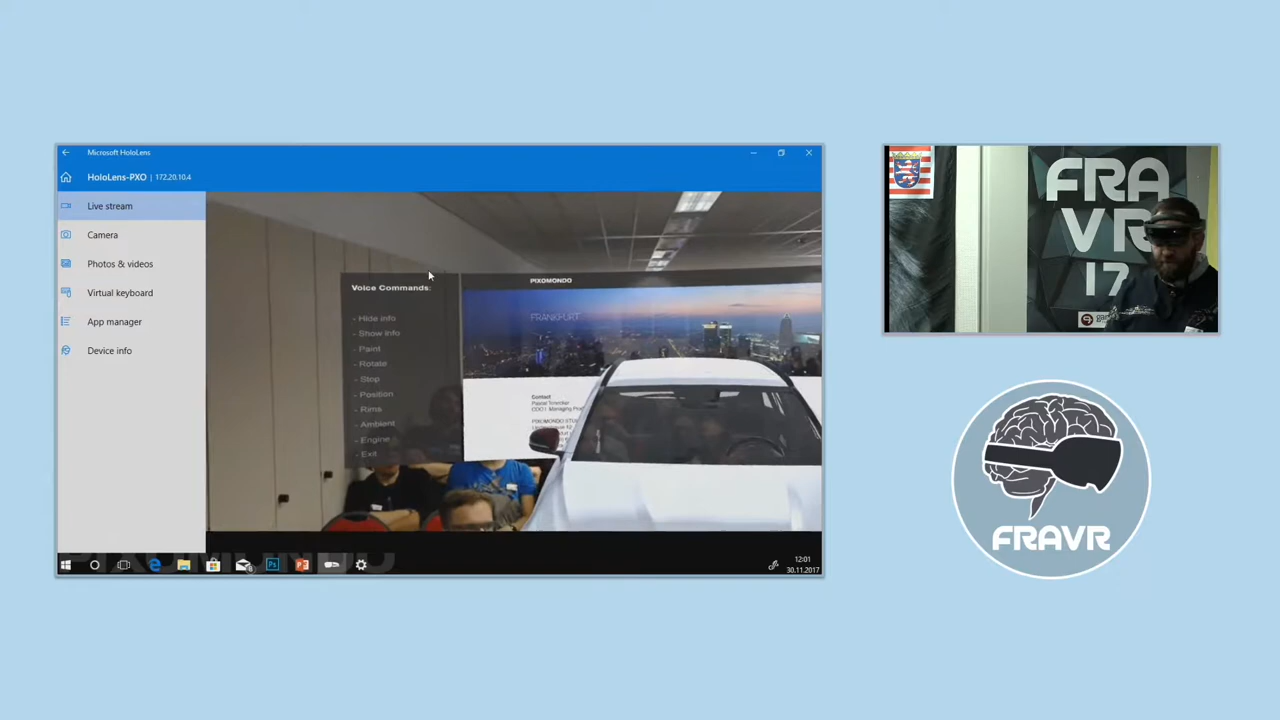 Microsoft HoloLens
HoloLens-PXO | 172.20.10.4
Live stream
Camera
Photos & videos
Virtual keyboard
App manager
Device info
Voice Commands:
- Hide info
- Show Info
- Paint
- Rotate
- Stop
- Position
- Rims
- Ambient
- Engine
- Exit
PIXOMONDO
FRANKFURT
Contact
PIXOMONDO
12:01
30.11.2017
FRA
VR
17
FRAVR